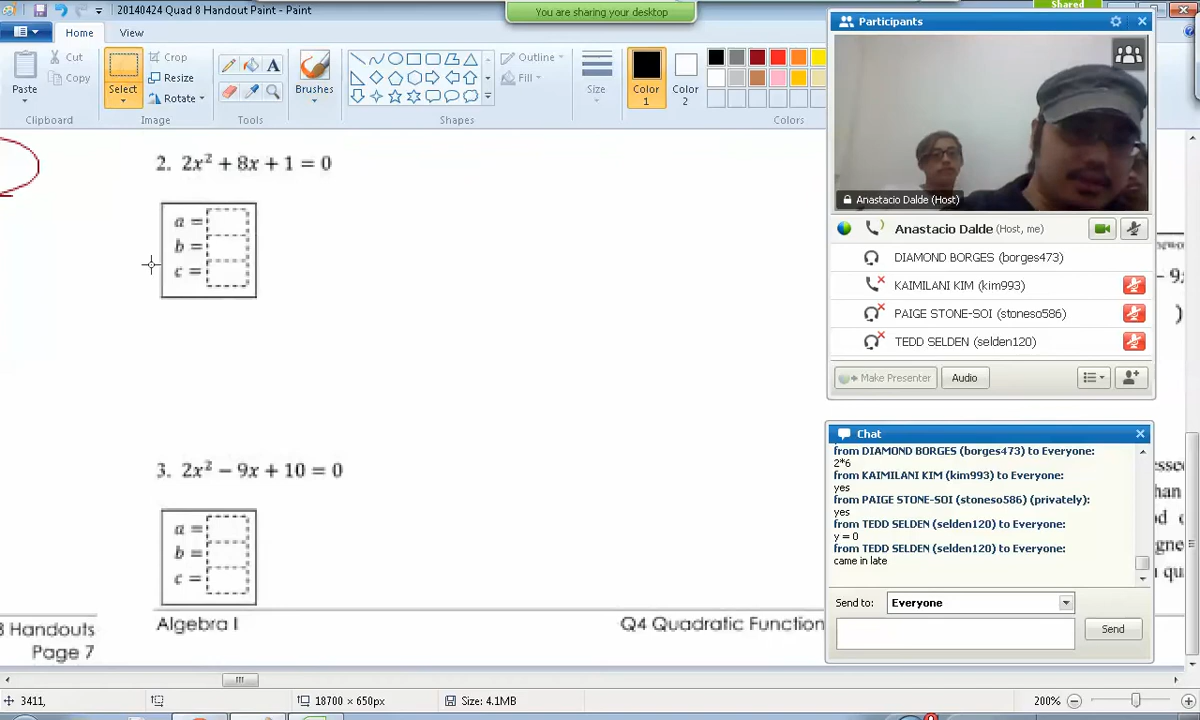 20140424 Quad 8 Handout Paint - Paint
You are sharing your desktop
Shared
Home
View
Paste
Cut
Copy
Clipboard
Select
Crop
Resize
Rotate
Image
Tools
Brushes
Outline
Fill
Shapes
Size
Color 1
Color 2
Colors
2. 2x² + 8x + 1 = 0
a =
b =
c =
3. 2x² − 9x + 10 = 0
a =
b =
c =
Handouts
Page 7
Algebra I
Q4 Quadratic Function
Participants
Anastacio Dalde (Host)
Anastacio Dalde (Host, me)
DIAMOND BORGES (borges473)
KAIMILANI KIM (kim993)
PAIGE STONE-SOI (stoneso586)
TEDD SELDEN (selden120)
Make Presenter
Audio
Chat
from DIAMOND BORGES (borges473) to Everyone:
2*6
from KAIMILANI KIM (kim993) to Everyone:
yes
from PAIGE STONE-SOI (stoneso586) (privately):
yes
from TEDD SELDEN (selden120) to Everyone:
y = 0
from TEDD SELDEN (selden120) to Everyone:
came in late
Send to:
Everyone
Send
3411,
18700 × 650px
Size: 4.1MB
200%